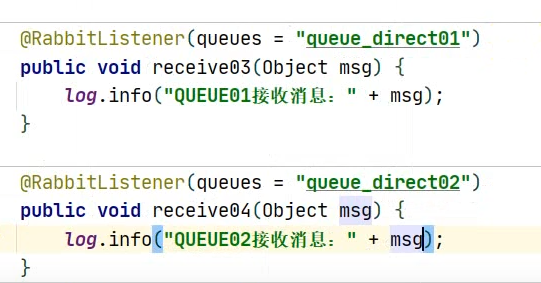 @RabbitListener(queues = "queue_direct01")
public void receive03(Object msg) {
    log.info("QUEUE01接收消息：" + msg);
}
@RabbitListener(queues = "queue_direct02")
public void receive04(Object msg) {
    log.info("QUEUE02接收消息：" + msg);
}